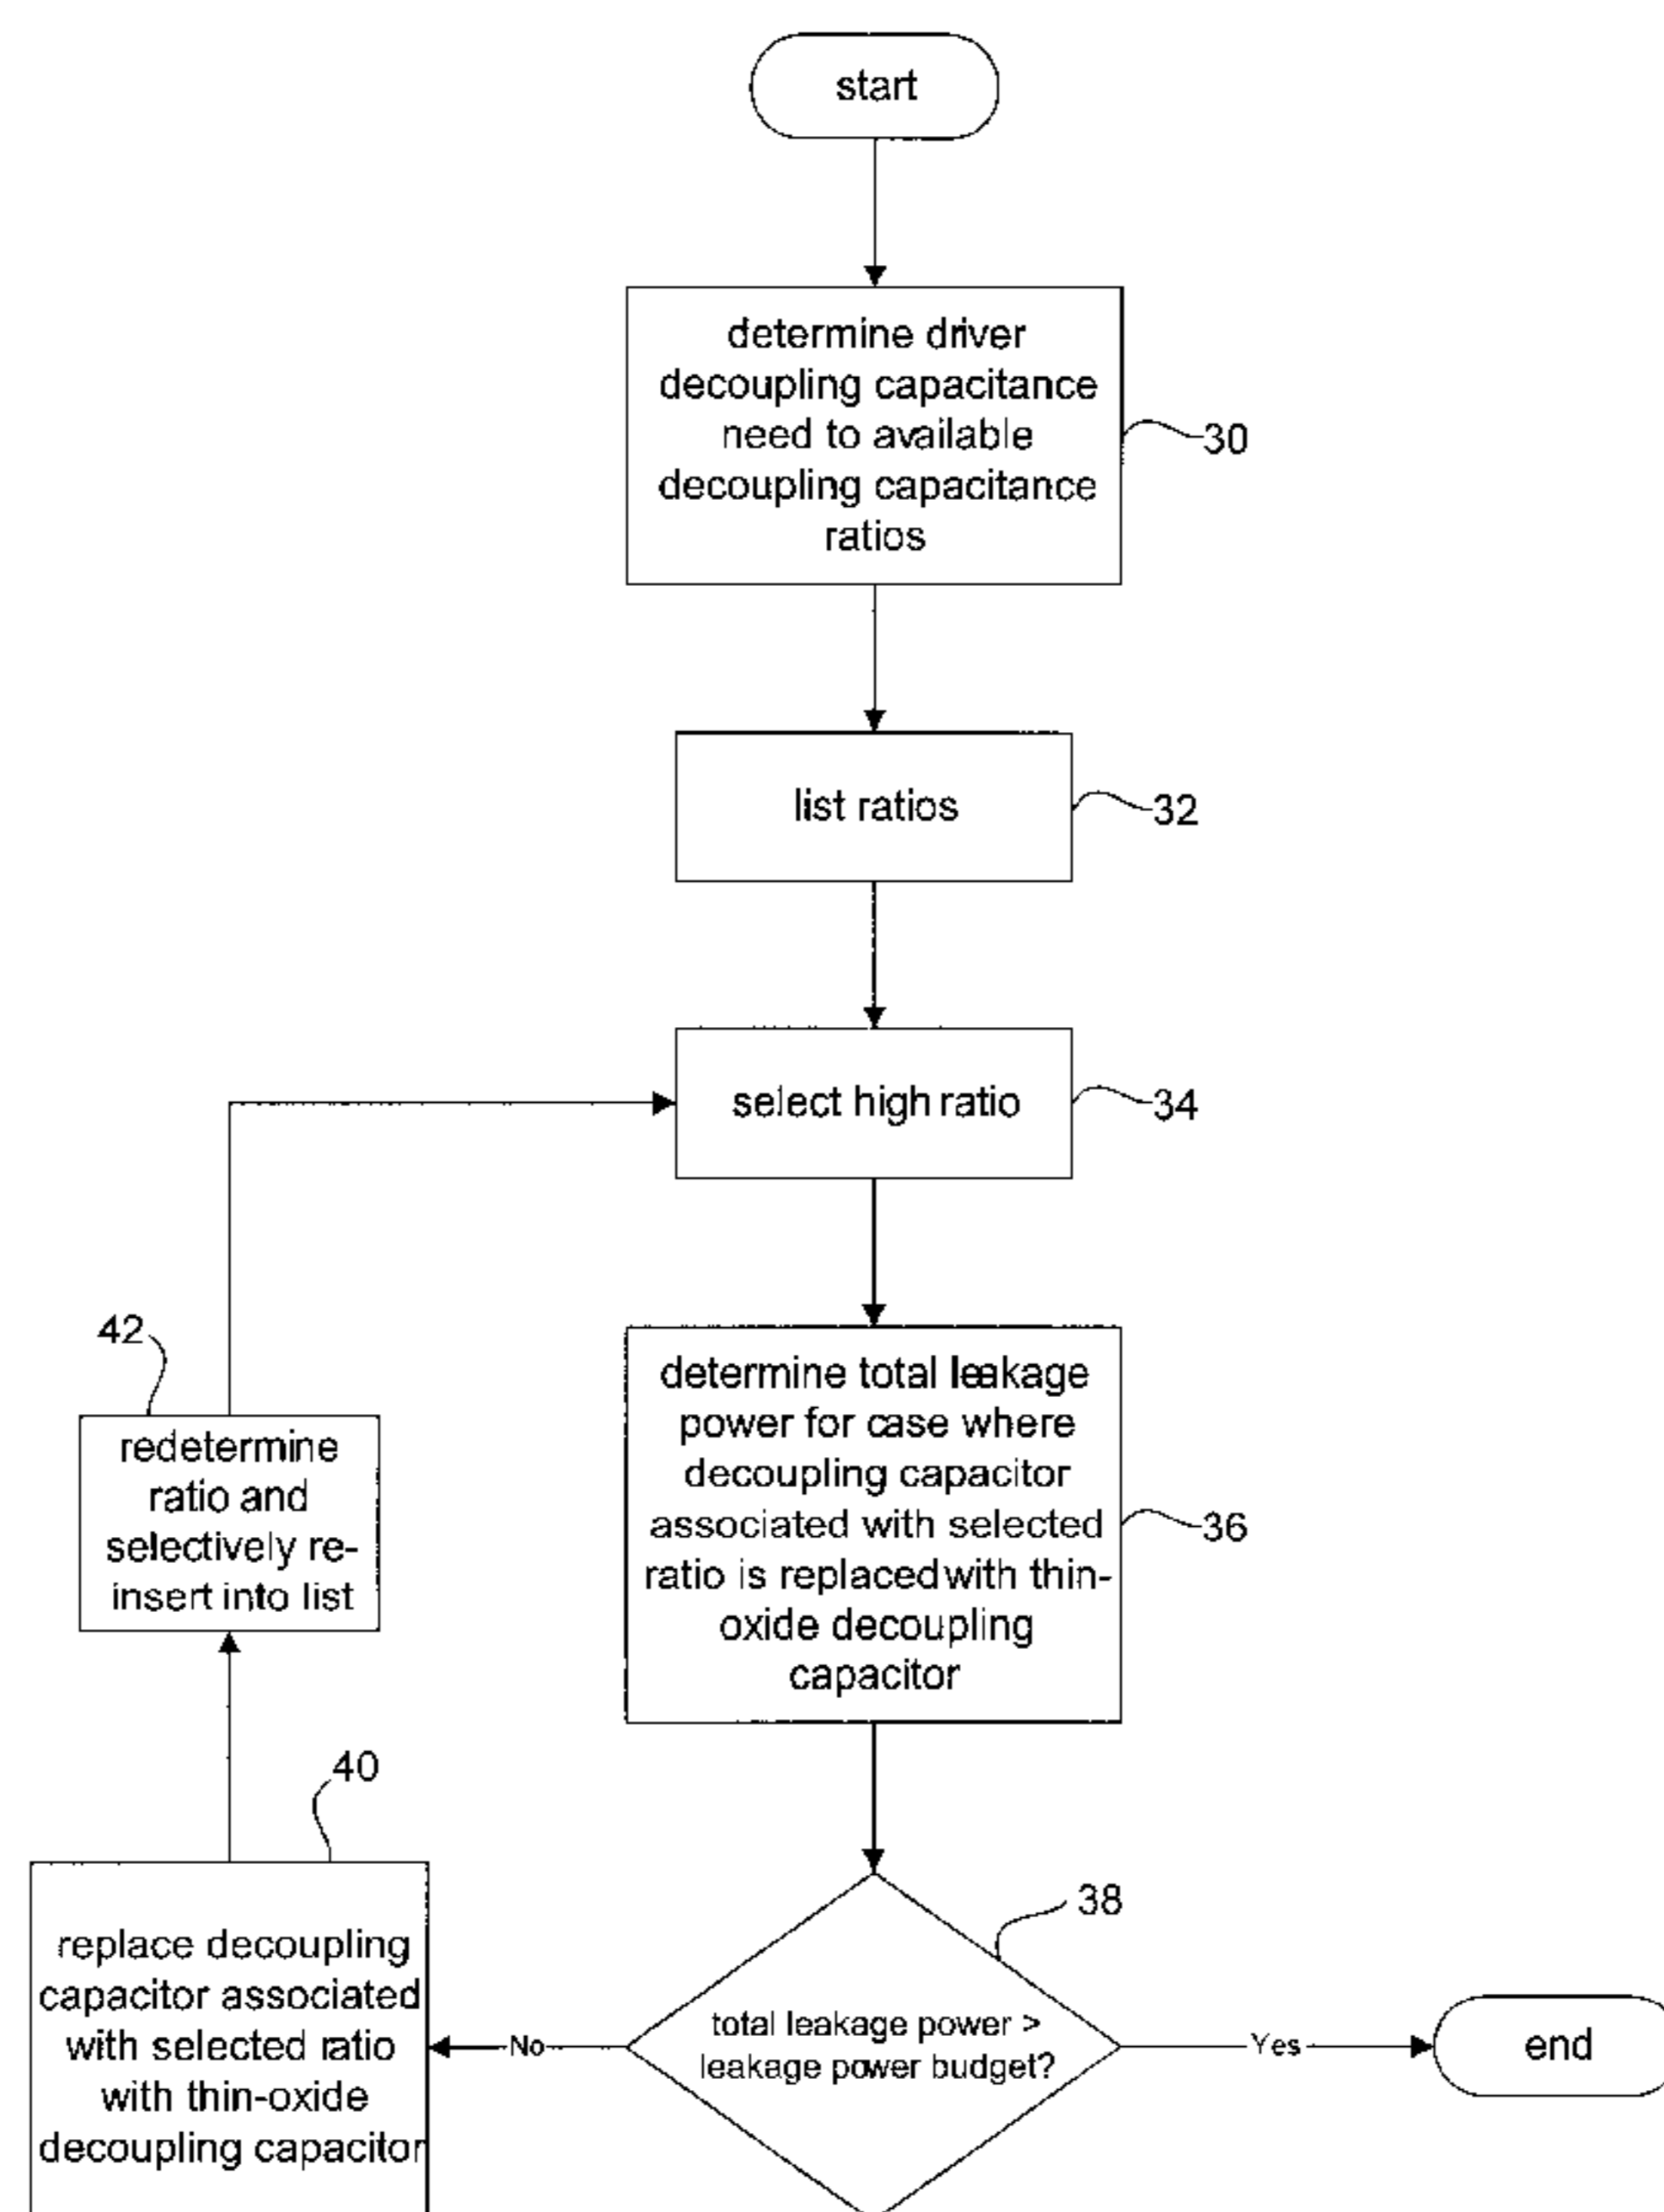 start
determine driver
decoupling capacitance
need to available
decoupling capacitance
ratios
30
list ratios
32
select high ratio
34
42
redetermine
ratio and
selectively re-
insert into list
determine total leakage
power for case where
decoupling capacitor
associated with selected
ratio is replaced with thin-
oxide decoupling
capacitor
36
40
replace decoupling
capacitor associated
with selected ratio
with thin-oxide
decoupling capacitor
No
38
total leakage power >
leakage power budget?
Yes
end